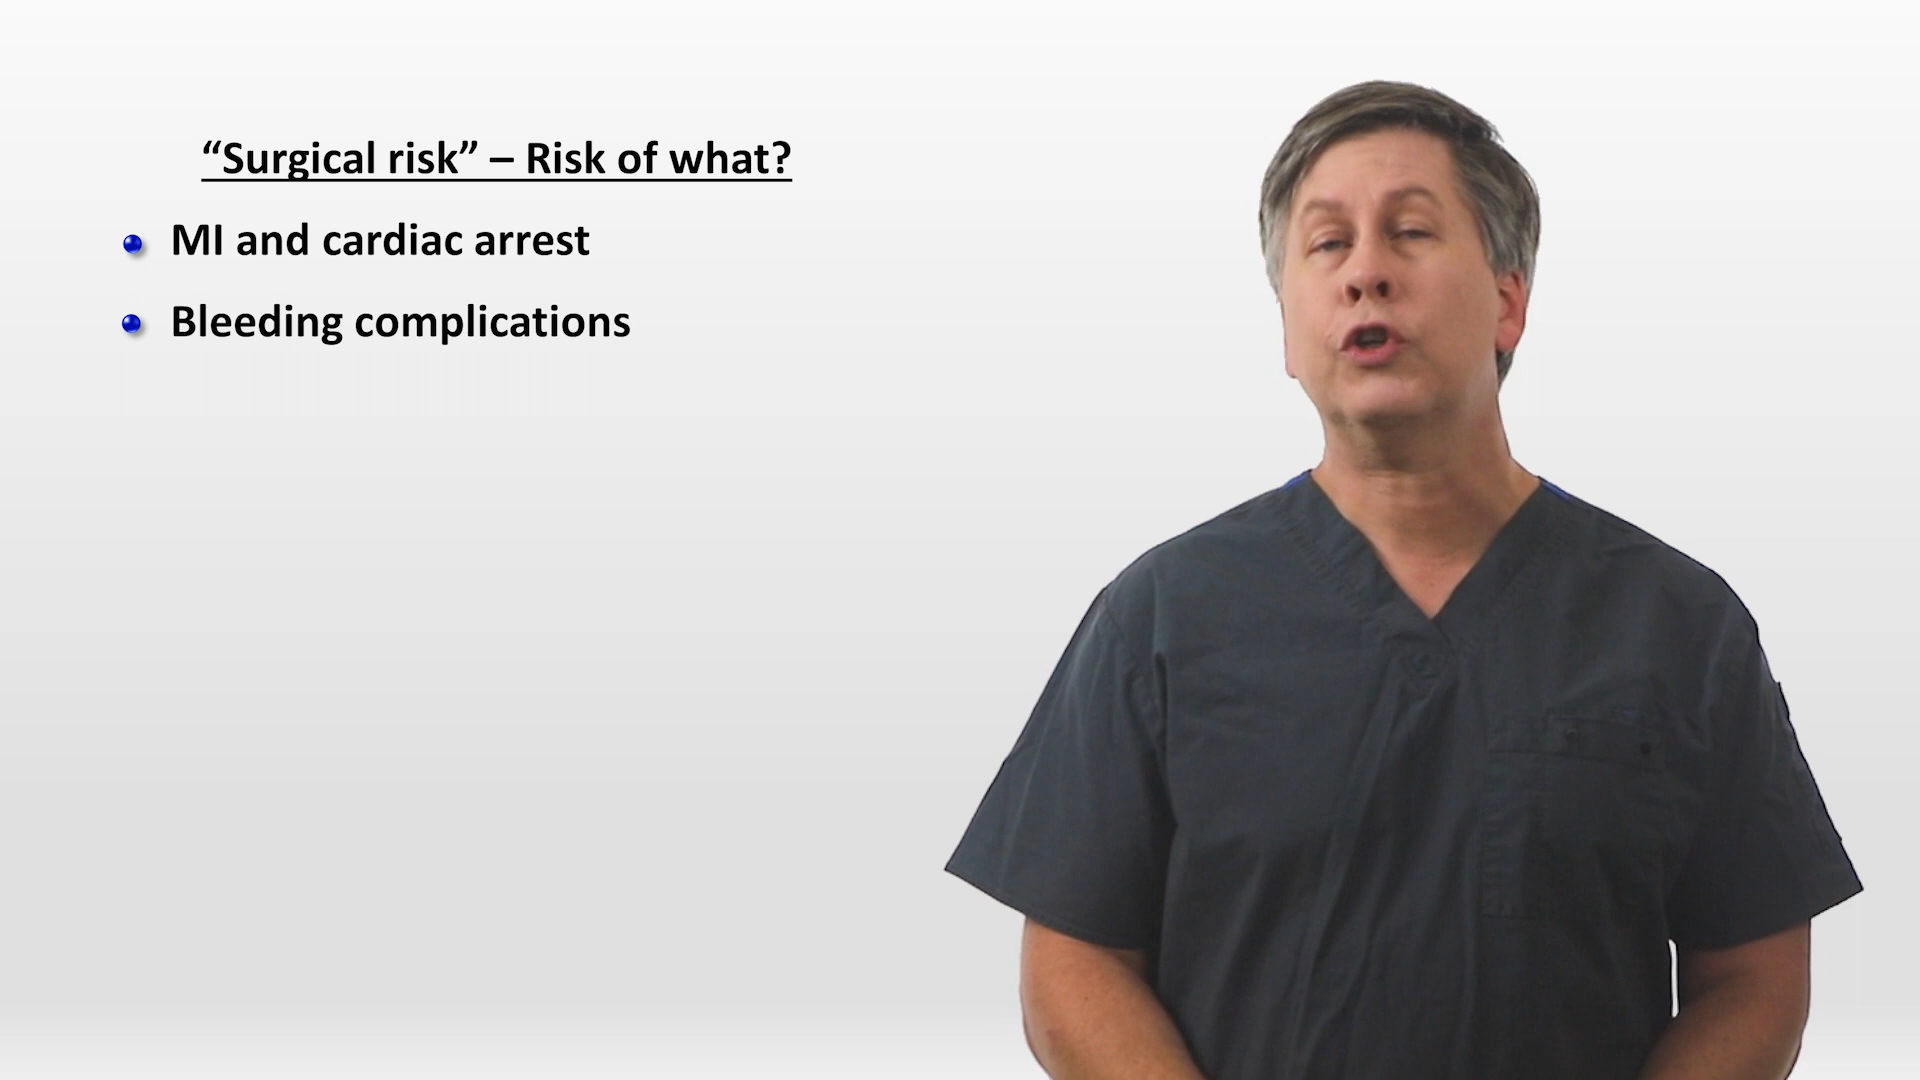 “Surgical risk” – Risk of what?
MI and cardiac arrest
Bleeding complications